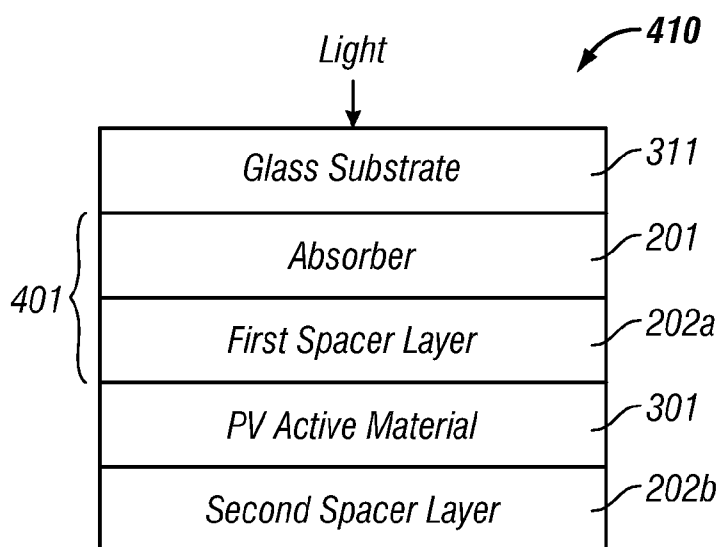 410
Light
Glass Substrate
311
Absorber
201
401
First Spacer Layer
202a
PV Active Material
301
Second Spacer Layer
202b